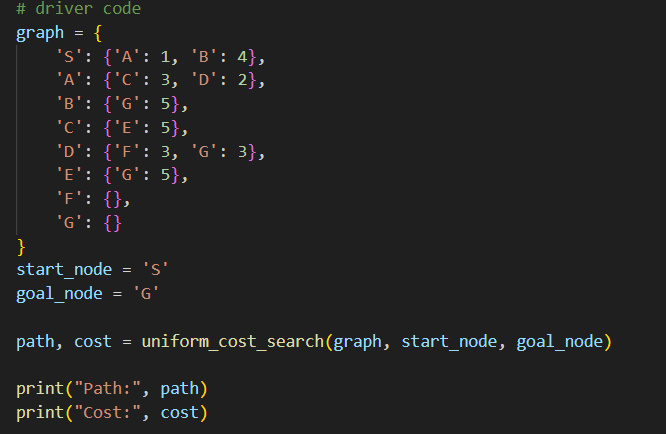 # driver code
graph = {
    'S': {'A': 1, 'B': 4},
    'A': {'C': 3, 'D': 2},
    'B': {'G': 5},
    'C': {'E': 5},
    'D': {'F': 3, 'G': 3},
    'E': {'G': 5},
    'F': {},
    'G': {}
}
start_node = 'S'
goal_node = 'G'
path, cost = uniform_cost_search(graph, start_node, goal_node)
print("Path:", path)
print("Cost:", cost)